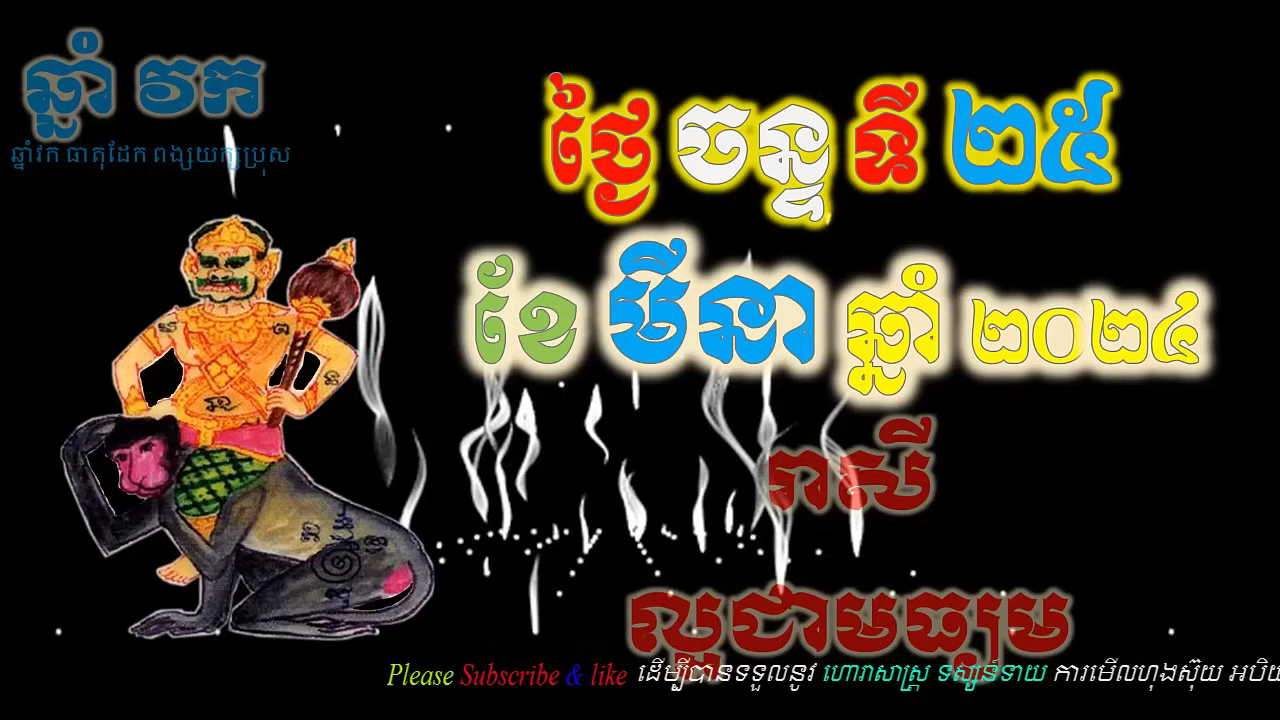 ឆ្នាំ វក
ឆ្នាំវក ធាតុដែក ពង្សយក្សប្រុស
ថ្ងៃ ចន្ទ ទី ២៥
ខែ មីនា ឆ្នាំ ២០២៤
រាសី
ល្អជាមធ្យម
Please Subscribe & like ដើម្បីបានទទួលនូវ ហោរាសាស្ត្រ ទស្សន៍ទាយ ការមើលហុងស៊ុយ